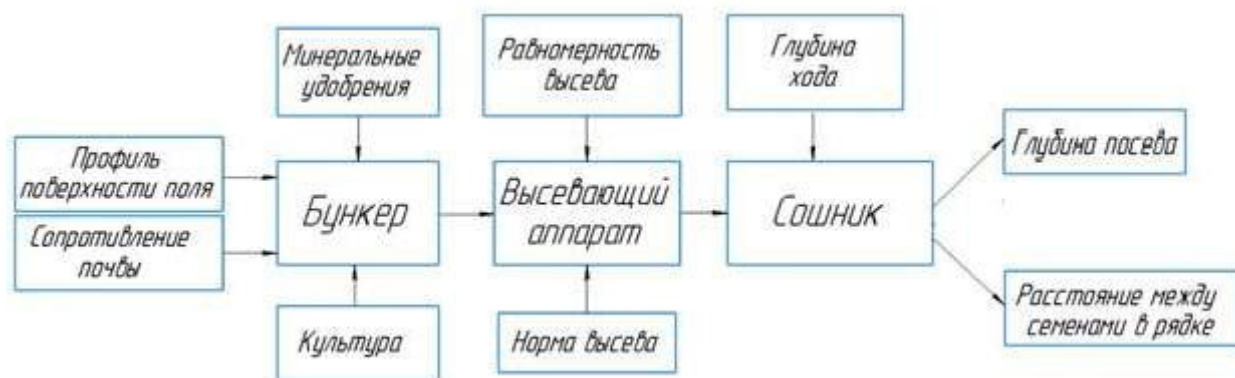 Минеральные
удобрения
Равномерность
высева
Глубина
хода
Профиль
поверхности поля
Сопротивление
почвы
Бункер
Высевающий
аппарат
Сошник
Глубина посева
Расстояние между
семенами в рядке
Культура
Норма высева